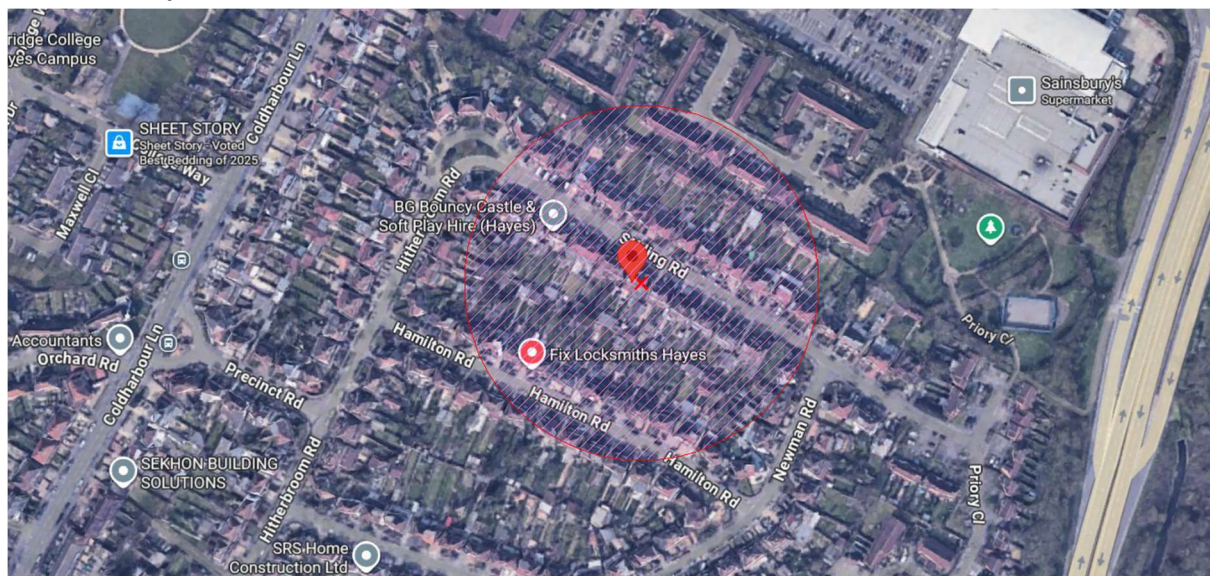 ridge College
yes Campus
SHEET STORY
Sheet Story - Voted
Best Bedding of 2025
Way
Maxwell Cl
Coldharbour Ln
Hitherbroom Rd
BG Bouncy Castle &
Soft Play Hire (Hayes)
Rd
Sainsbury's
Supermarket
Accountants
Orchard Rd
Coldharbour Ln
Precinct Rd
Hamilton Rd
Fix Locksmiths Hayes
Hamilton Rd
Hamilton Rd
Newman Rd
Priory Cl
Priory Cl
Hitherbroom Rd
SEKHON BUILDING
SOLUTIONS
SRS Home
Construction Ltd